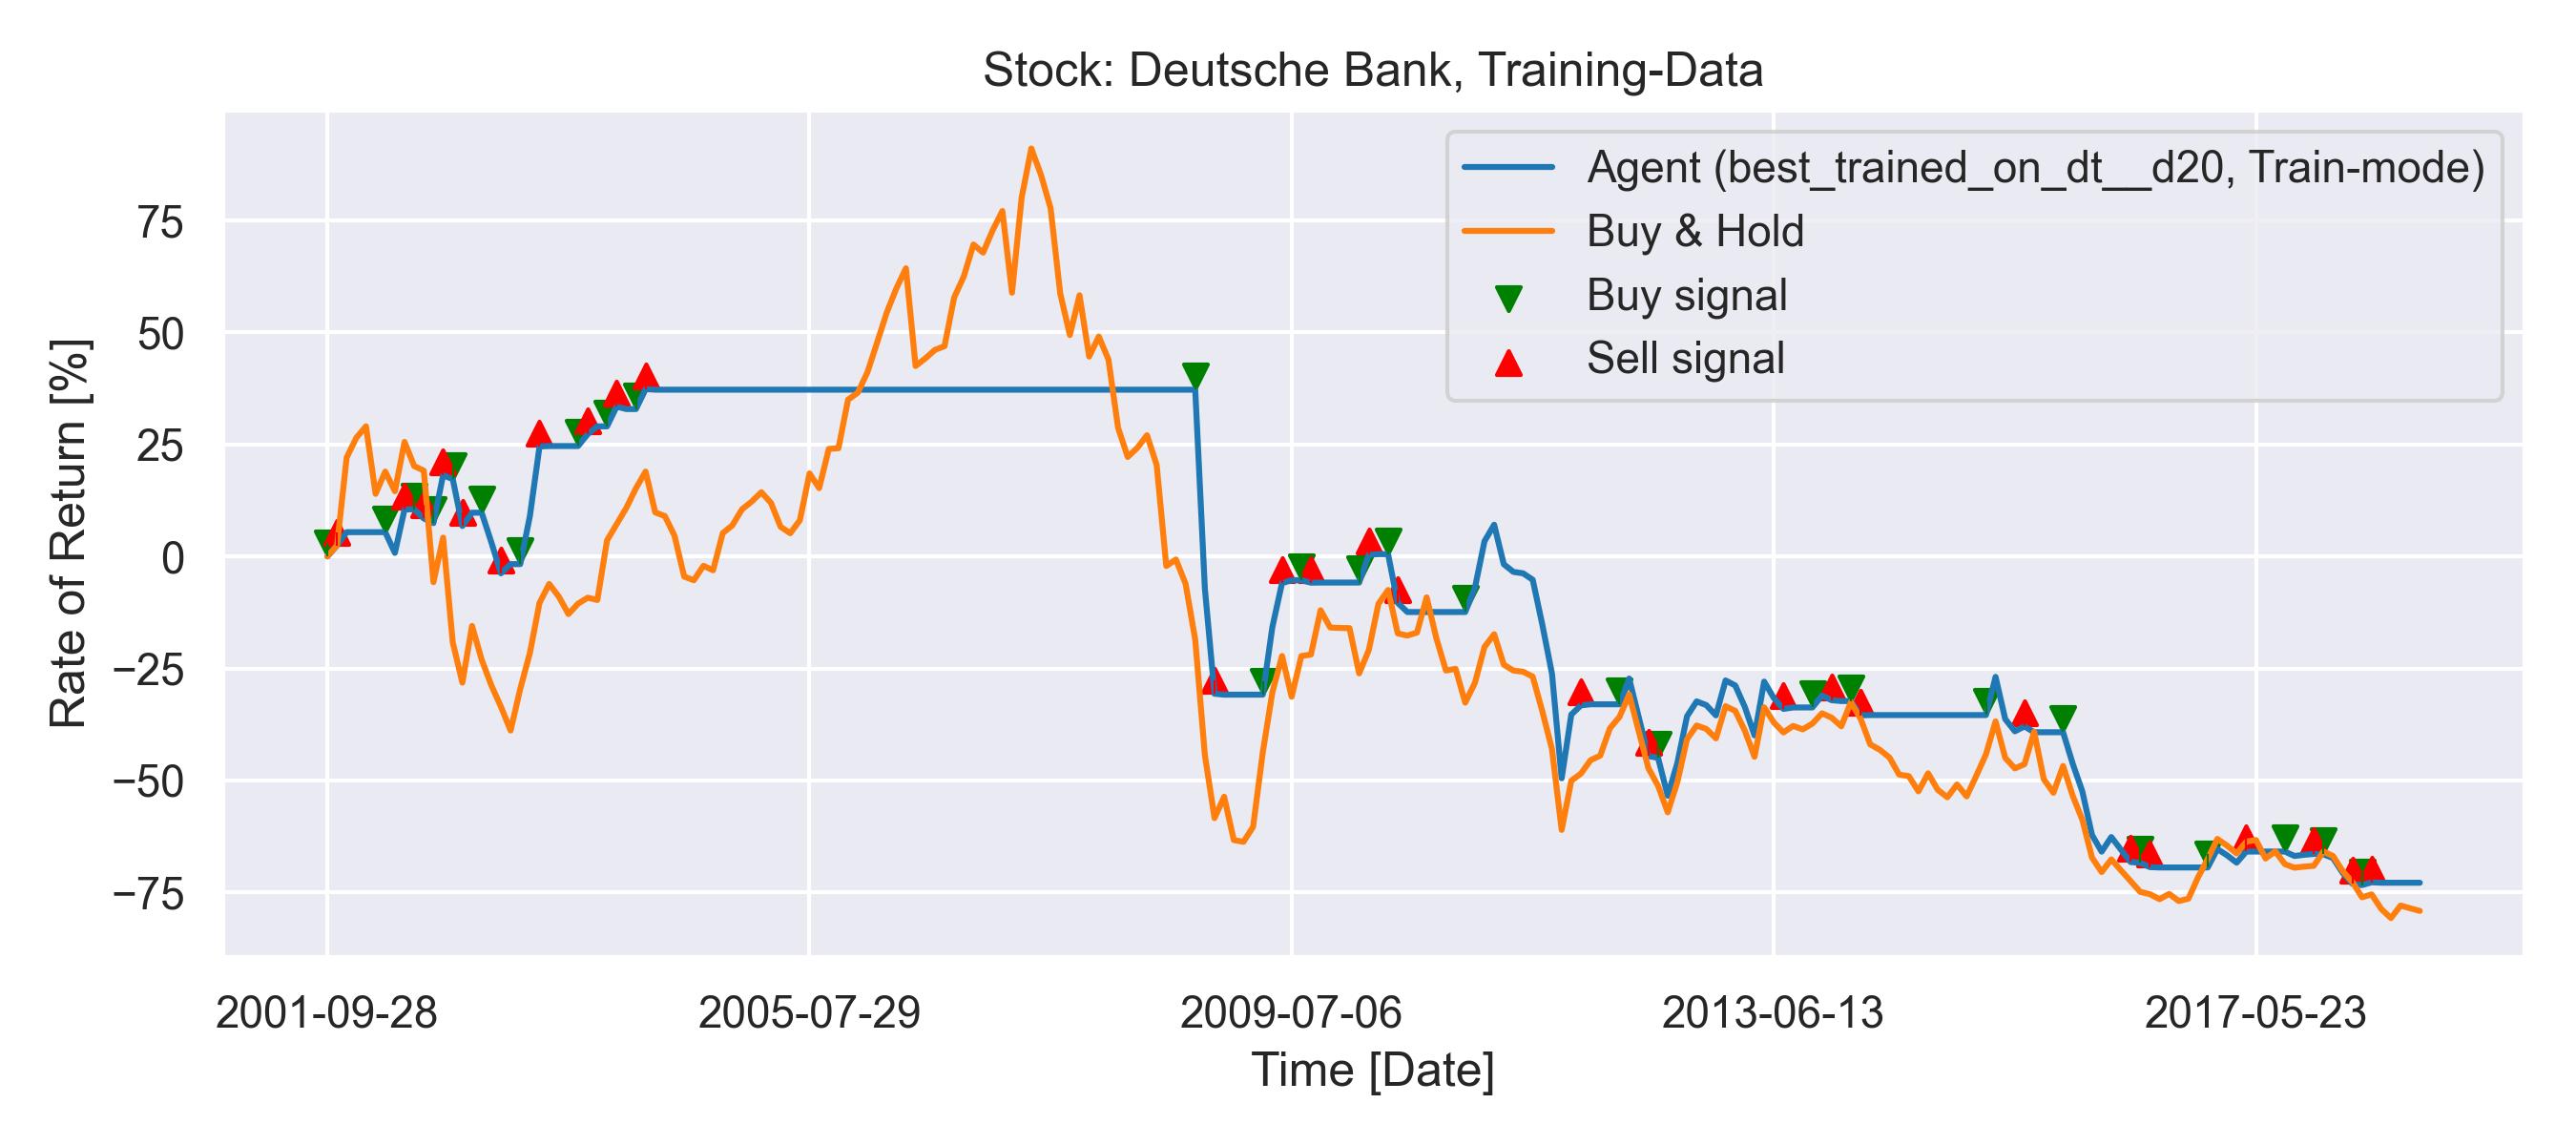 Stock: Deutsche Bank, Training-Data
Agent (best_trained_on_dt__d20, Train-mode)
Buy & Hold
Buy signal
Sell signal
Rate of Return [%]
75
50
25
0
−25
−50
−75
2001-09-28
2005-07-29
2009-07-06
2013-06-13
2017-05-23
Time [Date]